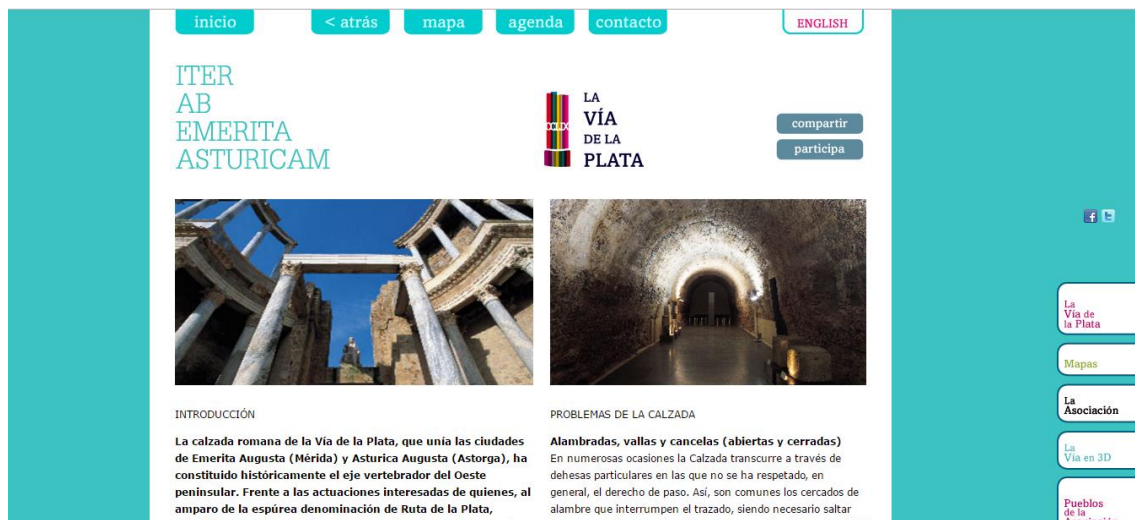 inicio
< atrás
mapa
agenda
contacto
ENGLISH
ITER
AB
EMERITA
ASTURICAM
LA
VÍA
DE LA
PLATA
compartir
participa
INTRODUCCIÓN
La calzada romana de la Vía de la Plata, que unía las ciudades
de Emerita Augusta (Mérida) y Asturica Augusta (Astorga), ha
constituido históricamente el eje vertebrador del Oeste
peninsular. Frente a las actuaciones interesadas de quienes, al
amparo de la espúrea denominación de Ruta de la Plata,
PROBLEMAS DE LA CALZADA
Alambradas, vallas y cancelas (abiertas y cerradas)
En numerosas ocasiones la Calzada transcurre a través de
dehesas particulares en las que no se ha respetado, en
general, el derecho de paso. Así, son comunes los cercados de
alambre que interrumpen el trazado, siendo necesario saltar
La
Vía de
la Plata
Mapas
La
Asociación
La
Vía en 3D
Pueblos
de la